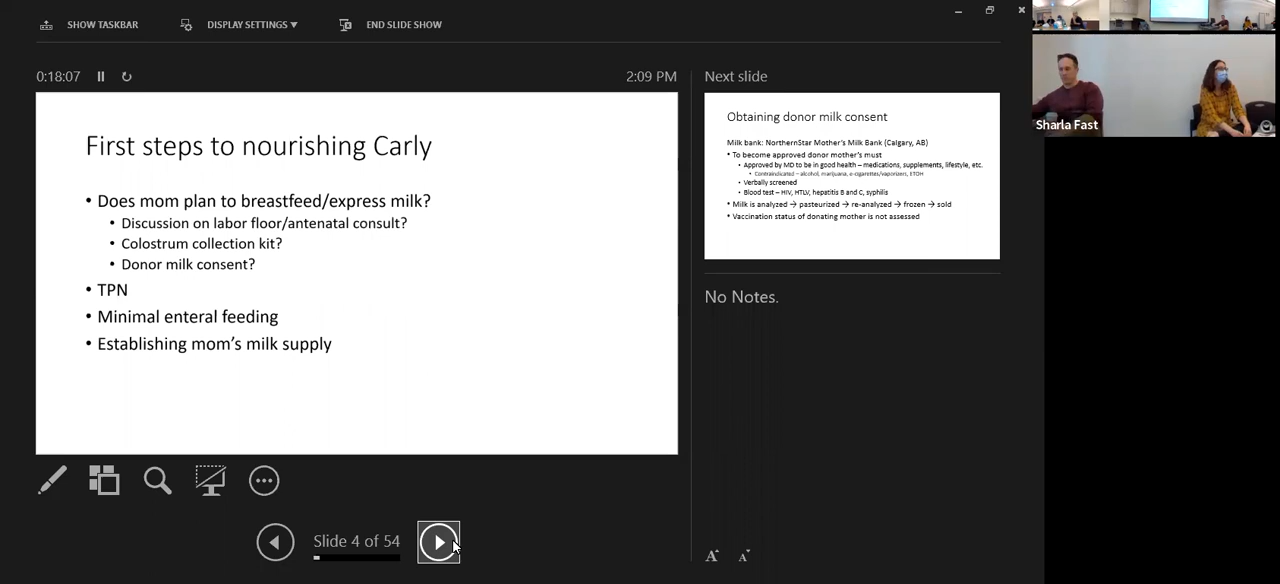 SHOW TASKBAR
DISPLAY SETTINGS
END SLIDE SHOW
0:18:07
2:09 PM
First steps to nourishing Carly
• Does mom plan to breastfeed/express milk?
• Discussion on labor floor/antenatal consult?
• Colostrum collection kit?
• Donor milk consent?
• TPN
• Minimal enteral feeding
• Establishing mom's milk supply
Slide 4 of 54
Next slide
Obtaining donor milk consent
Milk bank: NorthernStar Mother's Milk Bank (Calgary, AB)
• To become approved donor mother's must
• Approved by MD to be in good health – medications, supplements, lifestyle, etc.
• Contraindicated – alcohol, marijuana, e-cigarettes/vaporizers, ETOH
• Verbally screened
• Blood test – HIV, HTLV, hepatitis B and C, syphilis
• Milk is analyzed → pasteurized → re-analyzed → frozen → sold
• Vaccination status of donating mother is not assessed
No Notes.
A A
Sharla Fast